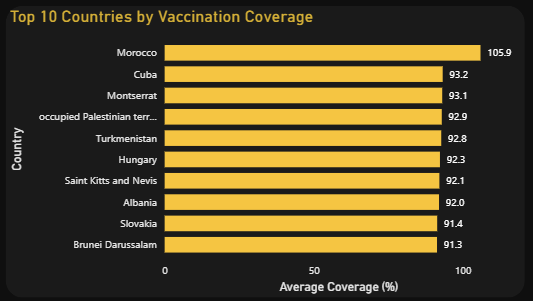 Top 10 Countries by Vaccination Coverage
Country
Morocco 105.9
Cuba 93.2
Montserrat 93.1
occupied Palestinian terr... 92.9
Turkmenistan 92.8
Hungary 92.3
Saint Kitts and Nevis 92.1
Albania 92.0
Slovakia 91.4
Brunei Darussalam 91.3
0 50 100
Average Coverage (%)